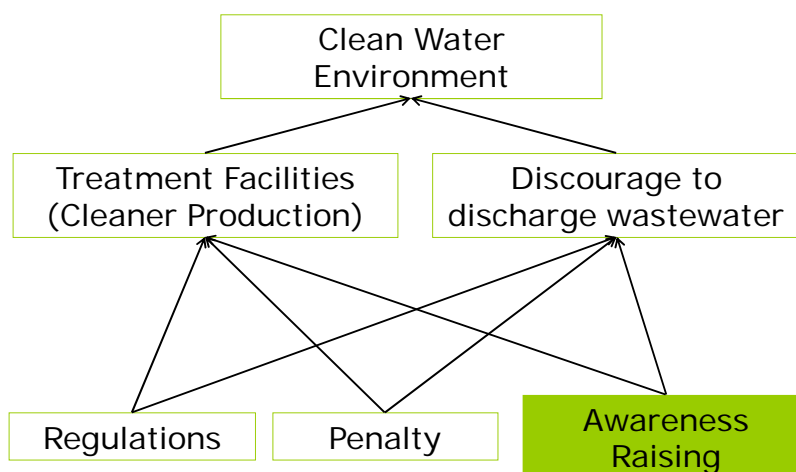 Clean Water
Environment
Treatment Facilities
(Cleaner Production)
Discourage to
discharge wastewater
Regulations
Penalty
Awareness
Raising